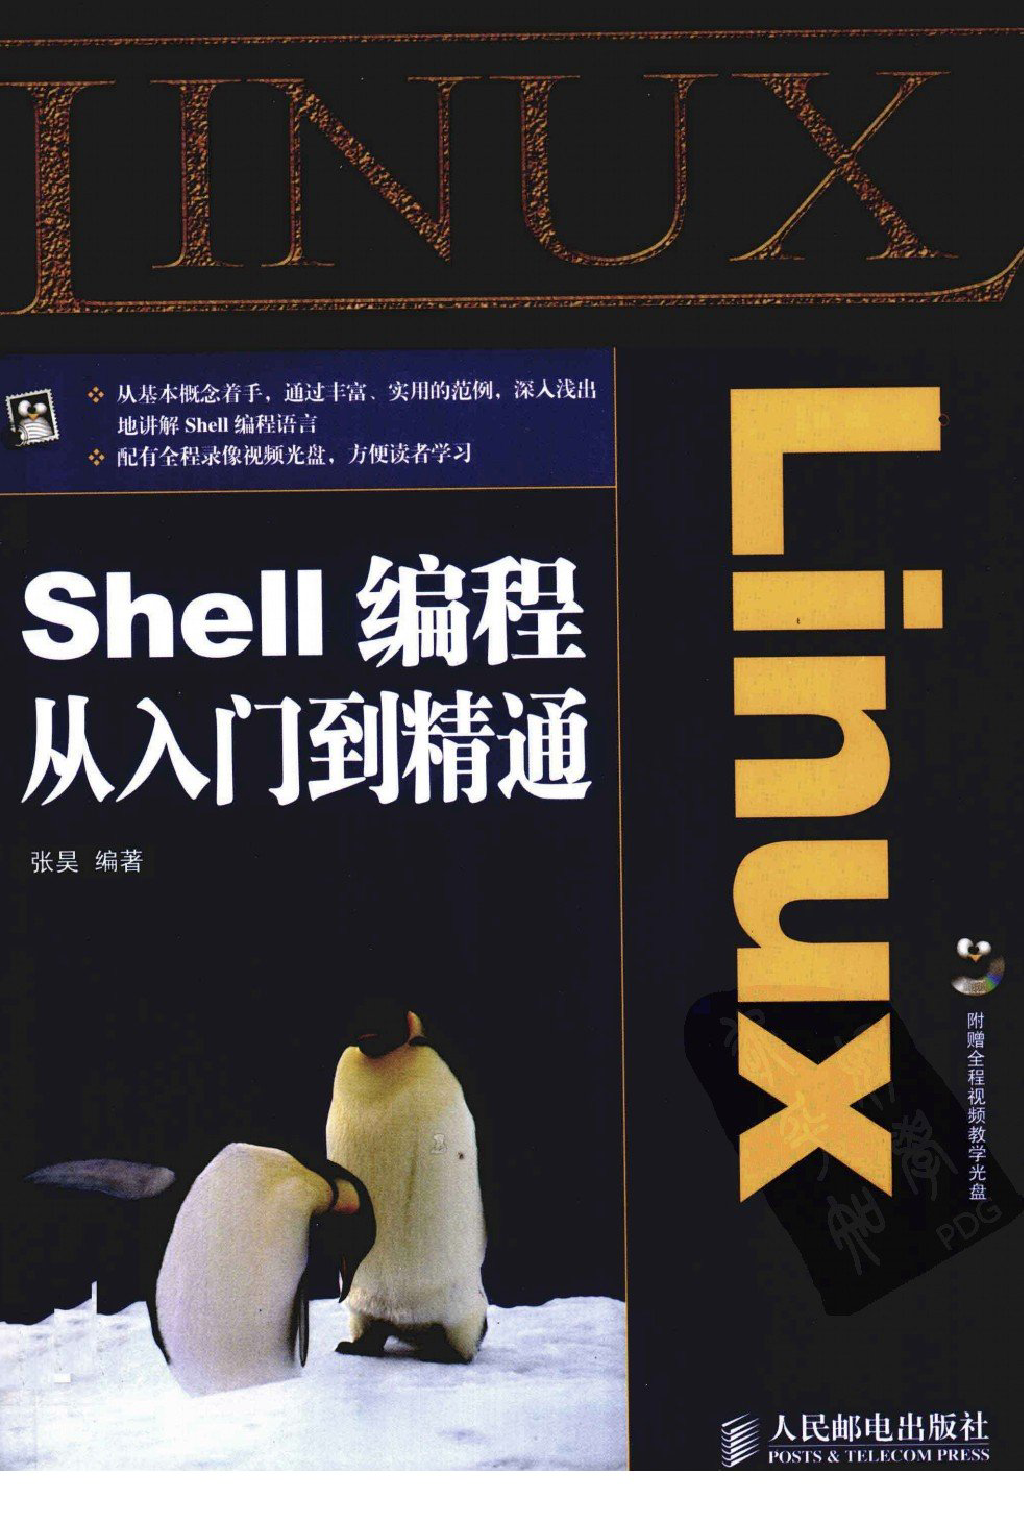 LINUX
从基本概念着手，通过丰富、实用的范例，深入浅出
地讲解 Shell 编程语言
配有全程录像视频光盘，方便读者学习
Linux
Shell 编程
从入门到精通
张昊 编著
附赠全程视频教学光盘
PDG
人民邮电出版社
POSTS & TELECOM PRESS